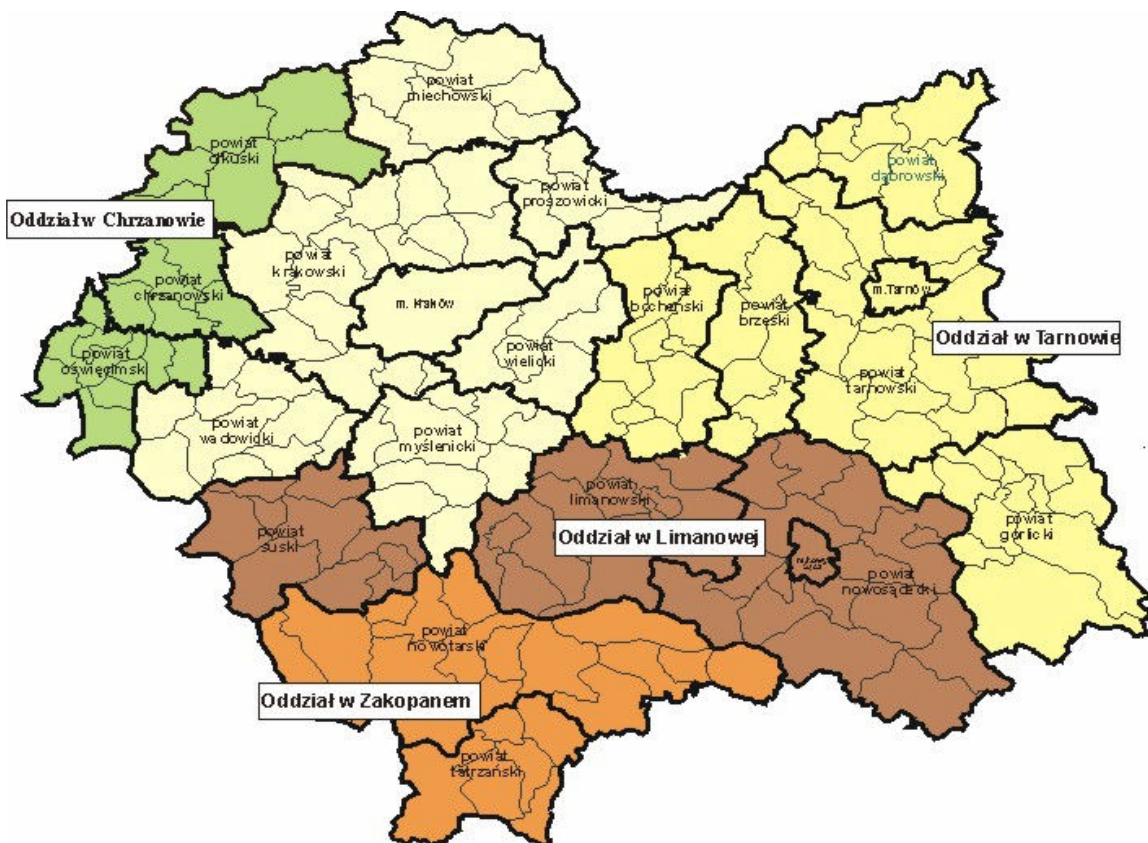 powiat
miechowski
powiat
olkuski
powiat
dąbrowski
powiat
proszowicki
Oddział w Chrzanowie
powiat
krakowski
powiat
chrzanowski
m. Kraków
powiat
bocheński
powiat
brzeski
m.Tarnów
Oddział w Tarnowie
powiat
wielicki
powiat
oświęcimski
powiat
tarnowski
powiat
wadowicki
powiat
myślenicki
powiat
limanowski
powiat
suski
Oddział w Limanowej
powiat
gorlicki
powiat
nowosądecki
powiat
nowotarski
Oddział w Zakopanem
powiat
tatrzański